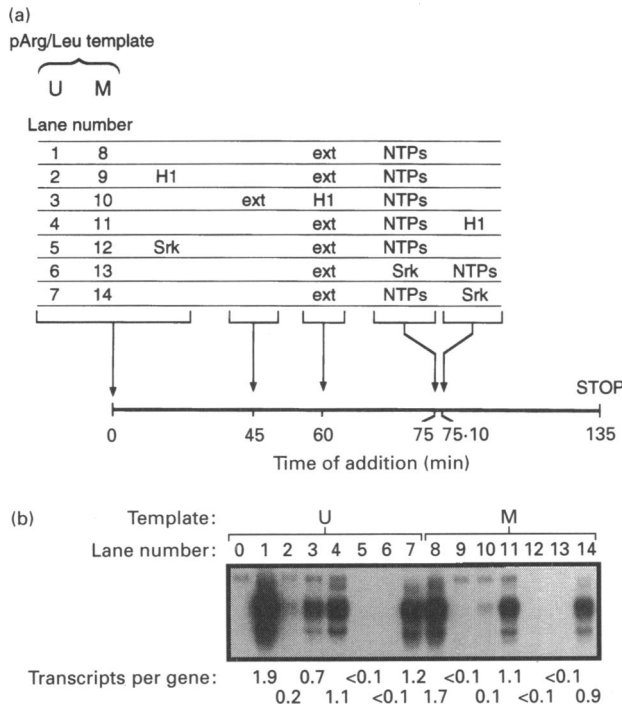 (a)
pArg/Leu template
U M
Lane number
1 8 ext NTPs
2 9 H1 ext NTPs
3 10 ext H1 NTPs
4 11 ext NTPs H1
5 12 Srk ext NTPs
6 13 ext Srk NTPs
7 14 ext NTPs Srk
STOP
0 45 60 75 75·10 135
Time of addition (min)
(b) Template: U M
Lane number: 0 1 2 3 4 5 6 7 8 9 10 11 12 13 14
Transcripts per gene: 1.9 0.7 <0.1 1.2 <0.1 1.1 <0.1
0.2 1.1 <0.1 1.7 0.1 <0.1 0.9